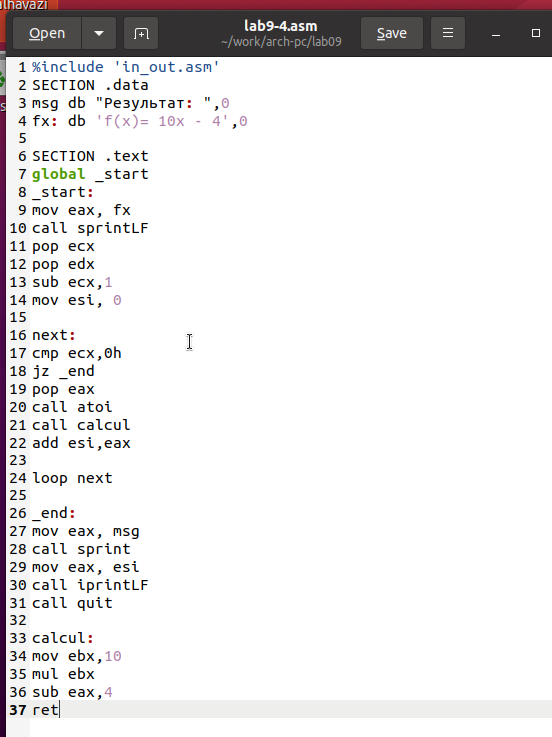 alhayazi
Open
lab9-4.asm
~/work/arch-pc/lab09
Save
1 %include 'in_out.asm'
2 SECTION .data
3 msg db "Результат: ",0
4 fx: db 'f(x)= 10x - 4',0
5
6 SECTION .text
7 global _start
8 _start:
9 mov eax, fx
10 call sprintLF
11 pop ecx
12 pop edx
13 sub ecx,1
14 mov esi, 0
15
16 next:
17 cmp ecx,0h
18 jz _end
19 pop eax
20 call atoi
21 call calcul
22 add esi,eax
23
24 loop next
25
26 _end:
27 mov eax, msg
28 call sprint
29 mov eax, esi
30 call iprintLF
31 call quit
32
33 calcul:
34 mov ebx,10
35 mul ebx
36 sub eax,4
37 ret